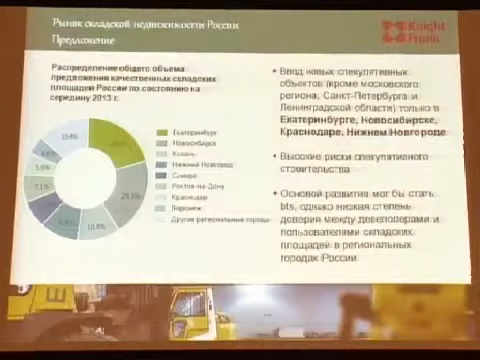 Рынок складской недвижимости России
Предложение
Knight
Frank
Распределение общего объема
предложения качественных складских
площадей России по состоянию на
середину 2013 г.
Екатеринбург
Новосибирск
Казань
Нижний Новгород
Самара
Ростов-на-Дону
Краснодар
Воронеж
Другие региональные города
• Ввод новых спекулятивных
объектов (кроме московского
региона, Санкт-Петербурга и
Ленинградской области) только в
Екатеринбурге, Новосибирске,
Краснодаре, Нижнем Новгороде
• Высокие риски спекулятивного
строительства
• Основой развития мог бы стать
bts, однако низкая степень
доверия между девелоперами и
пользователями складских
площадей в региональных
городах России.